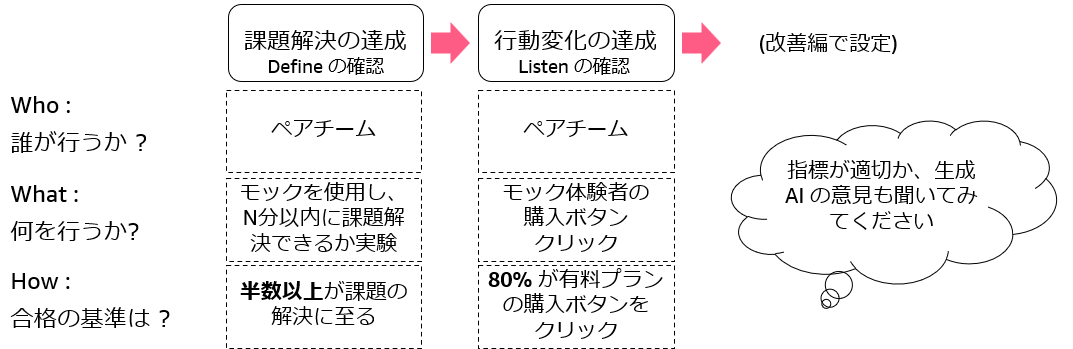 課題解決の達成
Define の確認
行動変化の達成
Listen の確認
(改善編で設定)
Who :
誰が行うか ?
ペアチーム
ペアチーム
What :
何を行うか?
モックを使用し、
N分以内に課題解
決できるか実験
モック体験者の
購入ボタン
クリック
How :
合格の基準は ?
半数以上が課題の
解決に至る
80% が有料プラン
の購入ボタンを
クリック
指標が適切か、生成
AI の意見も聞いてみ
てください